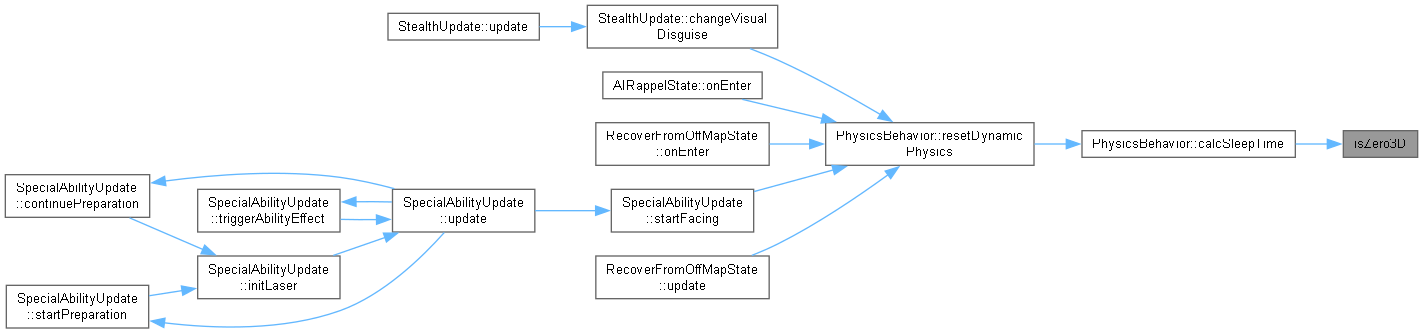 StealthUpdate::update
StealthUpdate::changeVisual
Disguise
AIRappelState::onEnter
RecoverFromOffMapState
::onEnter
PhysicsBehavior::resetDynamic
Physics
PhysicsBehavior::calcSleepTime
isZero3D
SpecialAbilityUpdate
::continuePreparation
SpecialAbilityUpdate
::triggerAbilityEffect
SpecialAbilityUpdate
::update
SpecialAbilityUpdate
::startFacing
SpecialAbilityUpdate
::initLaser
RecoverFromOffMapState
::update
SpecialAbilityUpdate
::startPreparation